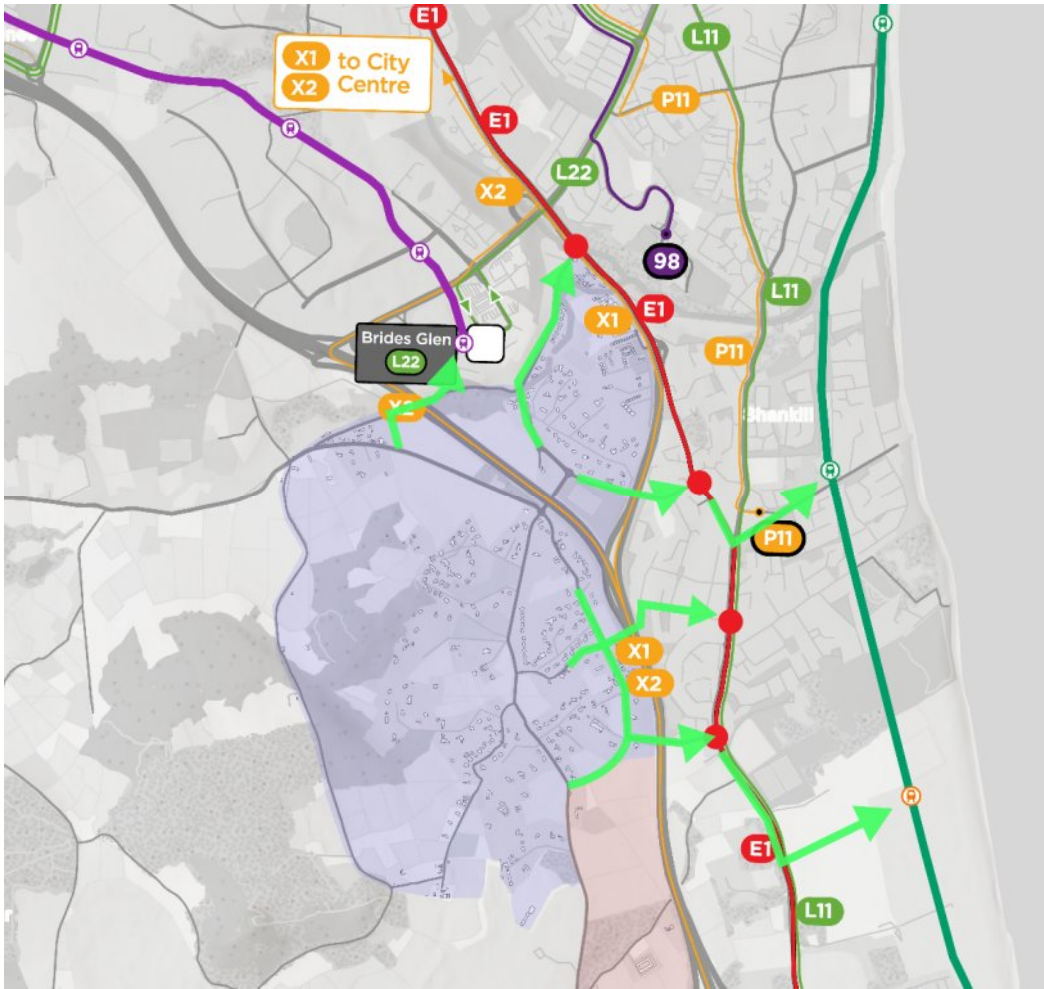 E1
X1 to City
X2 Centre
L11
P11
E1
L22
X2
98
L11
E1
X1
P11
Brides Glen
L22
X2
Shankill
P11
X1
X2
E1
L11